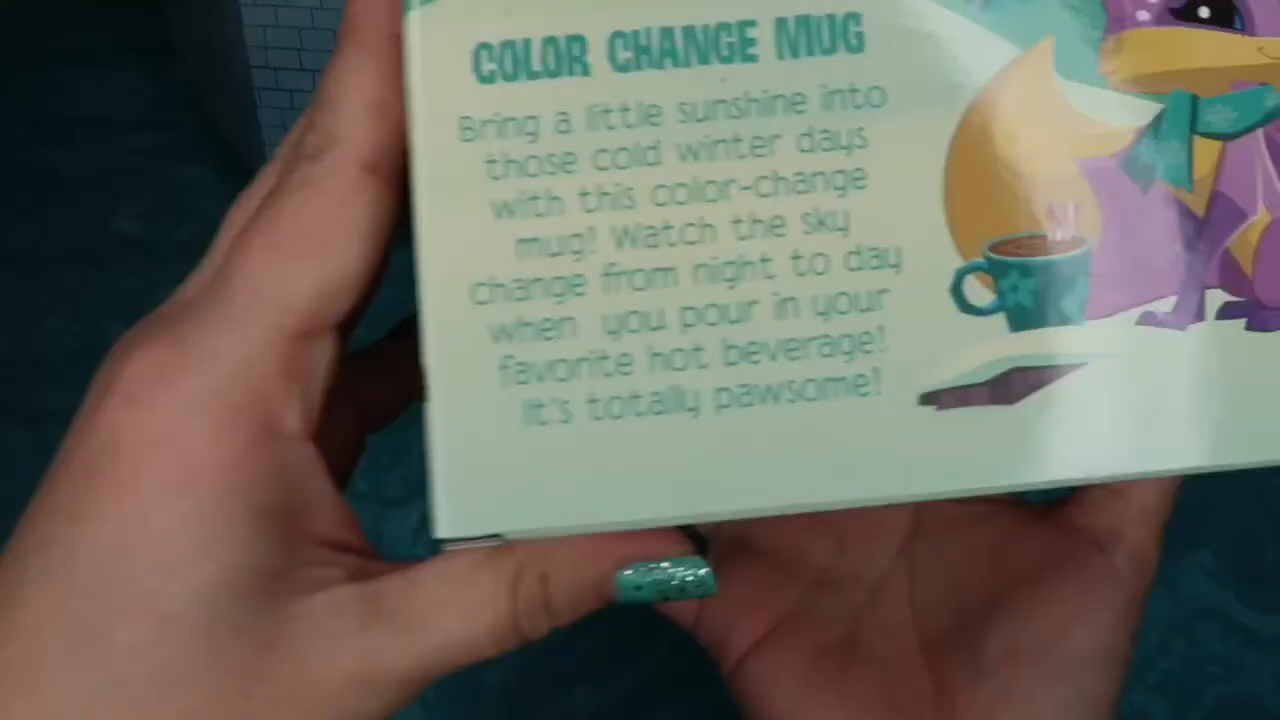 COLOR CHANGE MUG
Bring a little sunshine into
those cold winter days
with this color-change
mug! Watch the sky
change from night to day
when you pour in your
favorite hot beverage!
It's totally pawsome!